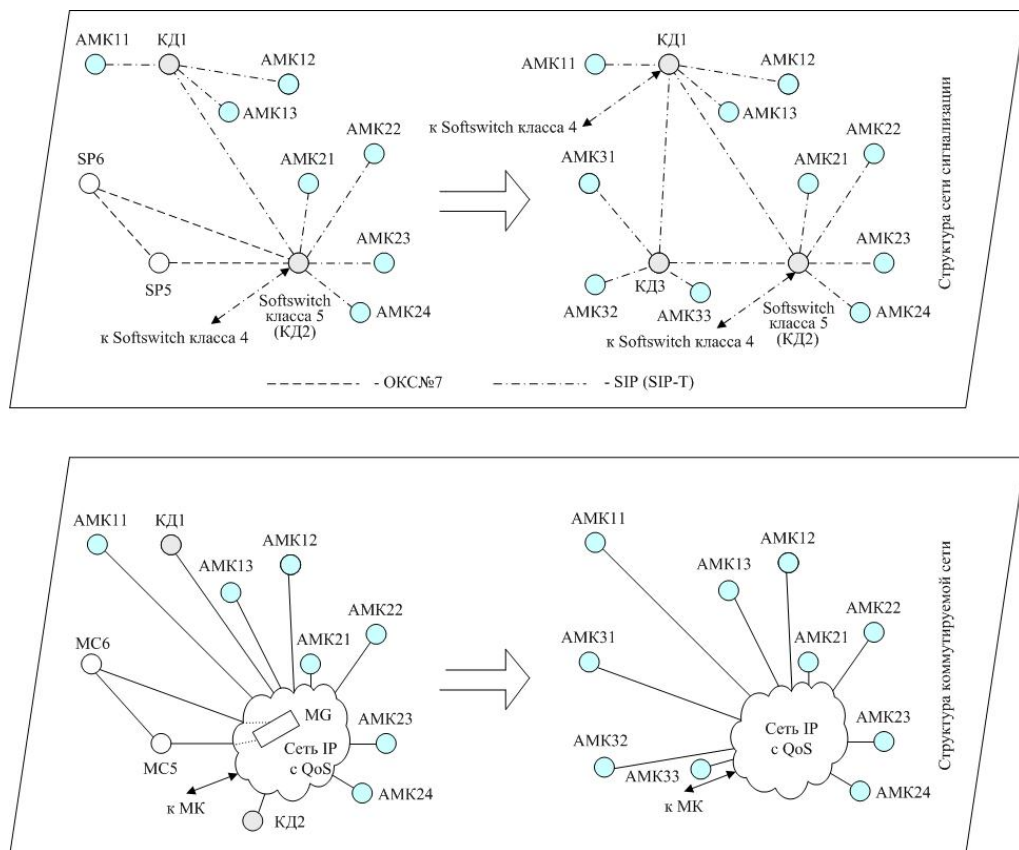 АМК11
КД1
АМК12
АМК13
АМК22
SP6
АМК21
АМК23
SP5
Softswitch
класса 5
(КД2)
АМК24
к Softswitch класса 4
КД1
АМК11
АМК12
АМК13
к Softswitch класса 4
АМК22
АМК31
АМК21
АМК23
КД3
АМК32
АМК33
Softswitch
класса 5
(КД2)
АМК24
к Softswitch класса 4
- ОКС№7
- SIP (SIP-T)
Структура сети сигнализации
АМК11
КД1
АМК12
АМК13
АМК22
МС6
АМК21
MG
АМК23
Сеть IP
с QoS
МС5
к МК
АМК24
КД2
АМК11
АМК12
АМК13
АМК22
АМК31
АМК21
Сеть IP
с QoS
АМК23
АМК32
АМК33
к МК
АМК24
Структура коммутируемой сети